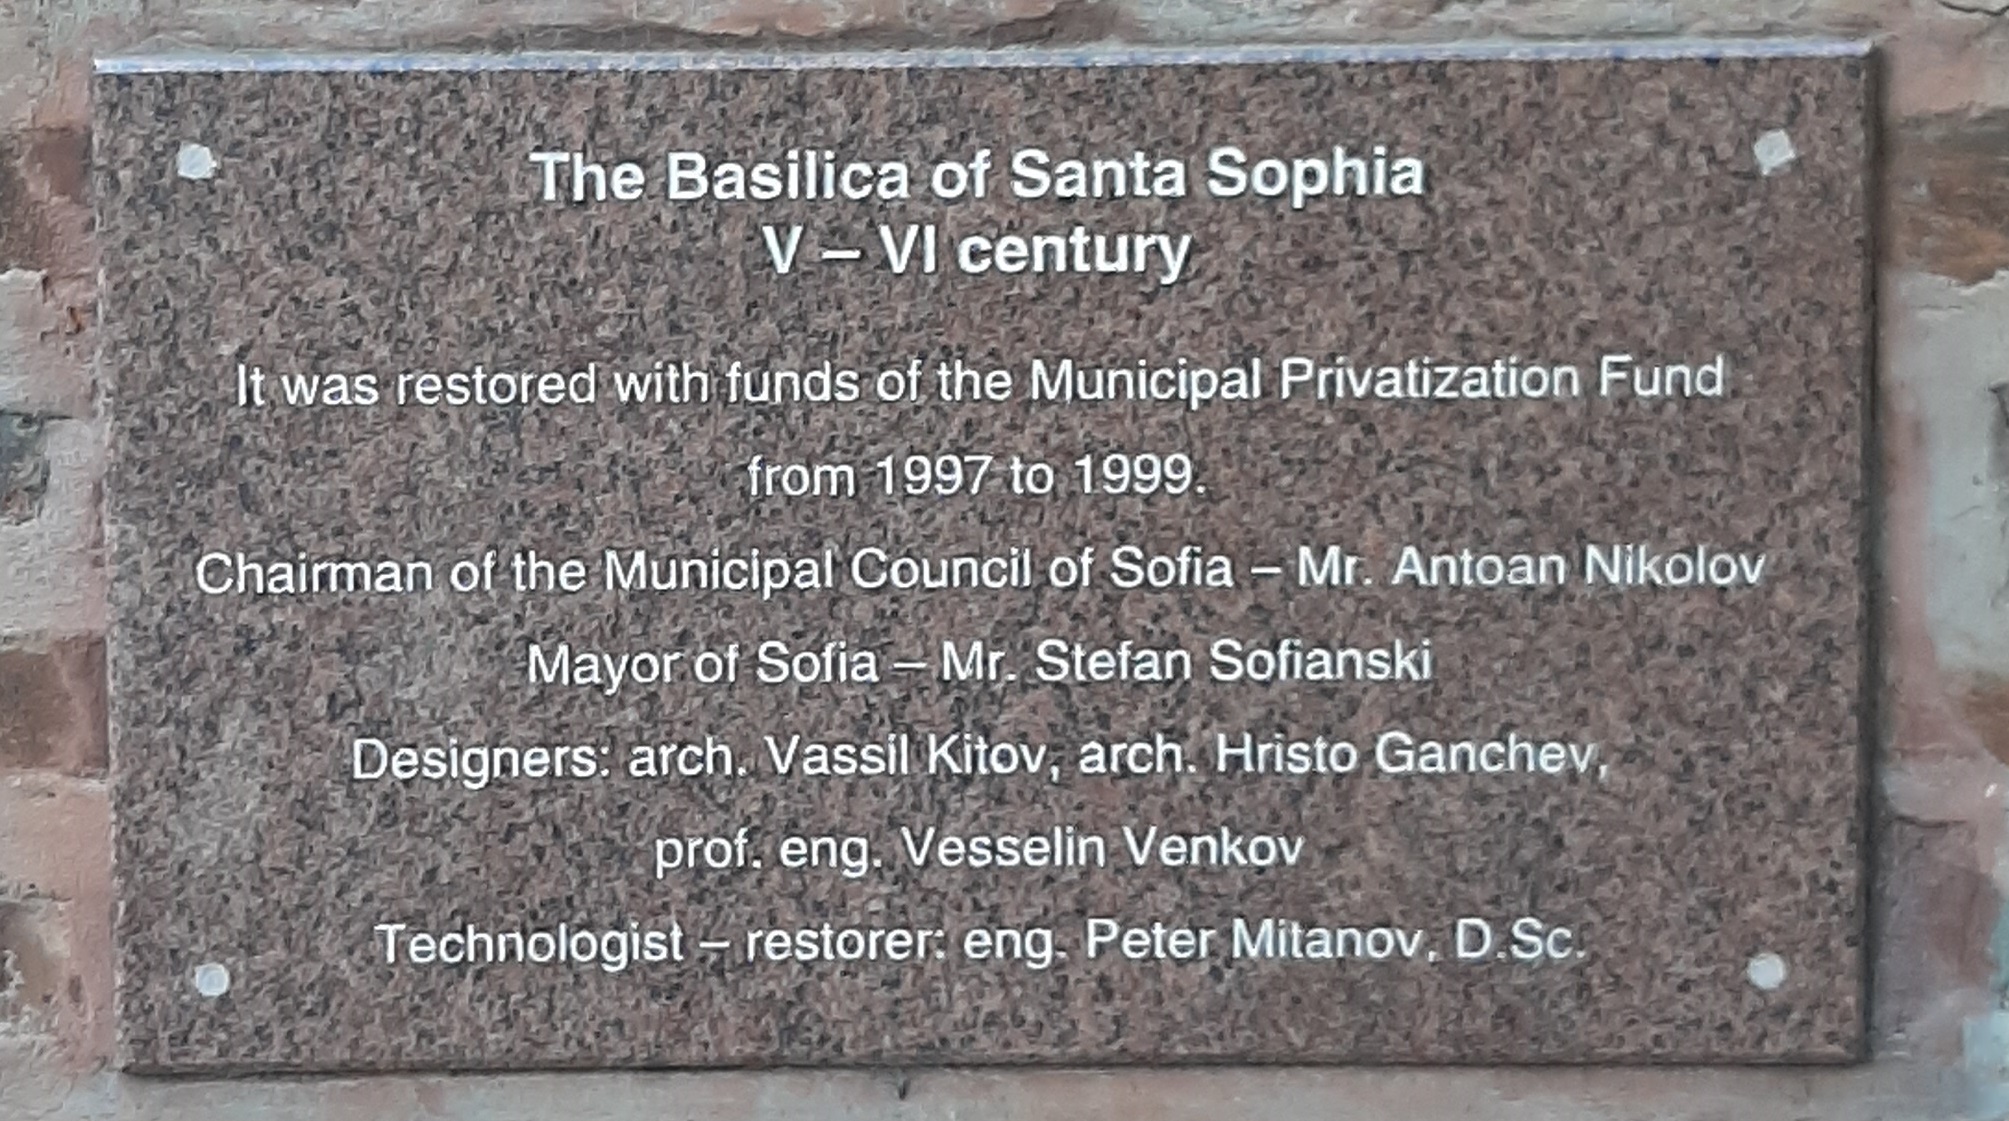 The Basilica of Santa Sophia
V – VI century
It was restored with funds of the Municipal Privatization Fund
from 1997 to 1999.
Chairman of the Municipal Council of Sofia – Mr. Antoan Nikolov
Mayor of Sofia – Mr. Stefan Sofianski
Designers: arch. Vassil Kitov, arch. Hristo Ganchev,
prof. eng. Vesselin Venkov
Technologist – restorer: eng. Peter Mitanov, D.Sc.